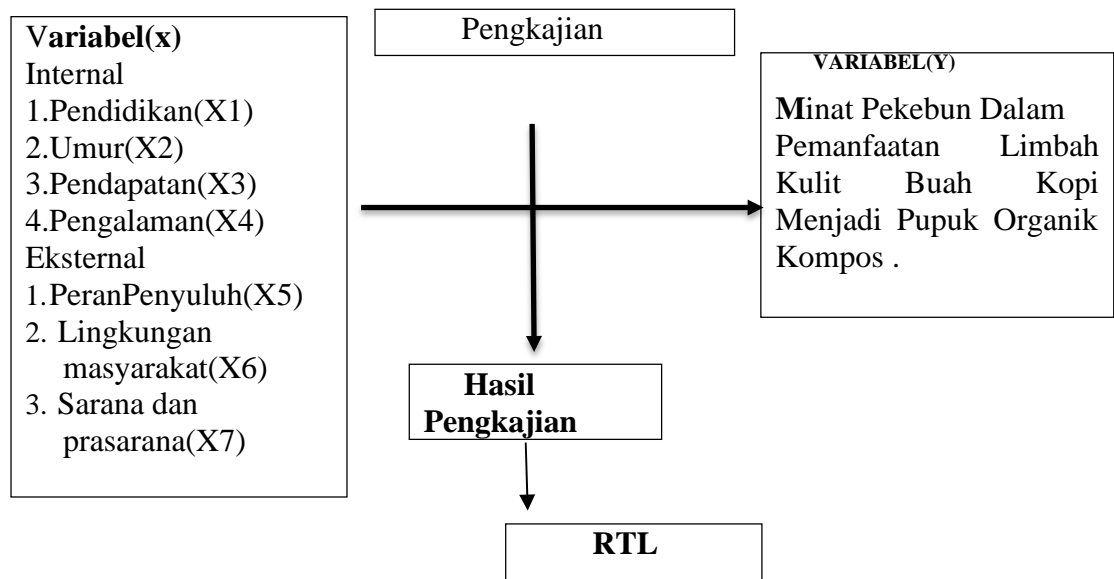 Variabel(x)
Internal
1.Pendidikan(X1)
2.Umur(X2)
3.Pendapatan(X3)
4.Pengalaman(X4)
Eksternal
1.PeranPenyuluh(X5)
2. Lingkungan
masyarakat(X6)
3. Sarana dan
prasarana(X7)
Pengkajian
VARIABEL(Y)
Minat Pekebun Dalam
Pemanfaatan Limbah
Kulit Buah Kopi
Menjadi Pupuk Organik
Kompos .
Hasil
Pengkajian
RTL